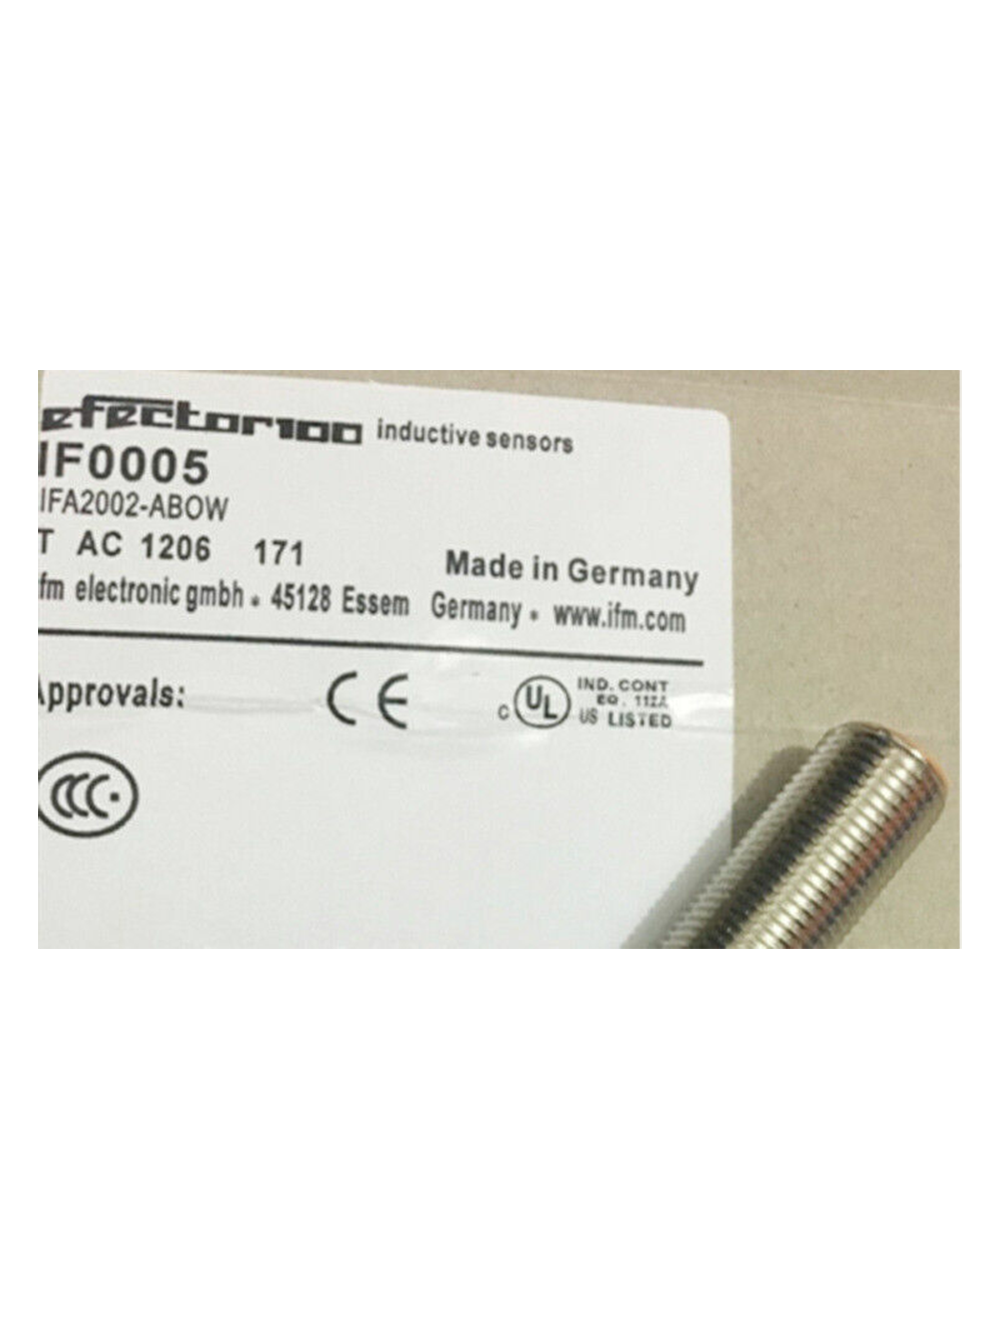 efector100 inductive sensors
IF0005
IFA2002-ABOW
T AC 1206 171
Made in Germany
fm electronic gmbh • 45128 Essem Germany • www.ifm.com
Approvals:
CE
C UL US IND. CONT
EQ. 11ZA
LISTED
CCC